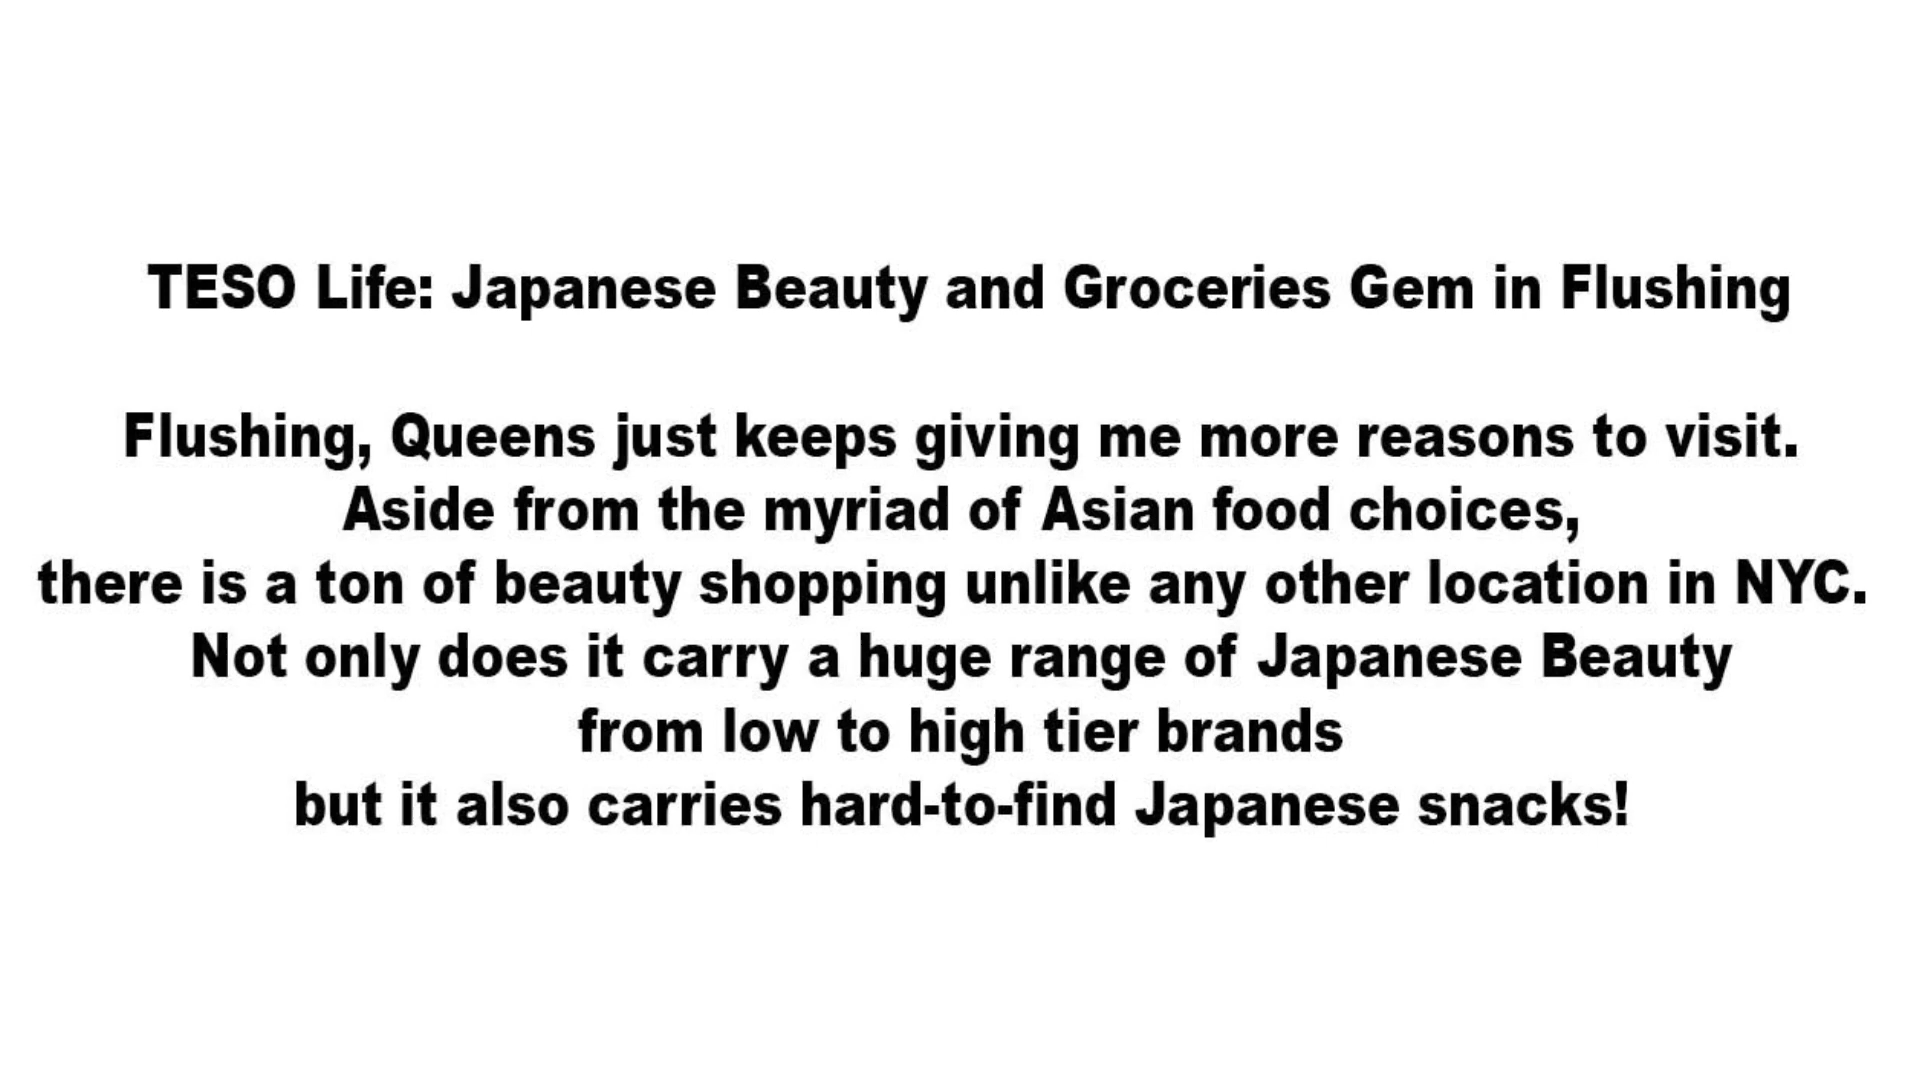 TESO Life: Japanese Beauty and Groceries Gem in Flushing
Flushing, Queens just keeps giving me more reasons to visit.
Aside from the myriad of Asian food choices,
there is a ton of beauty shopping unlike any other location in NYC.
Not only does it carry a huge range of Japanese Beauty
from low to high tier brands
but it also carries hard-to-find Japanese snacks!